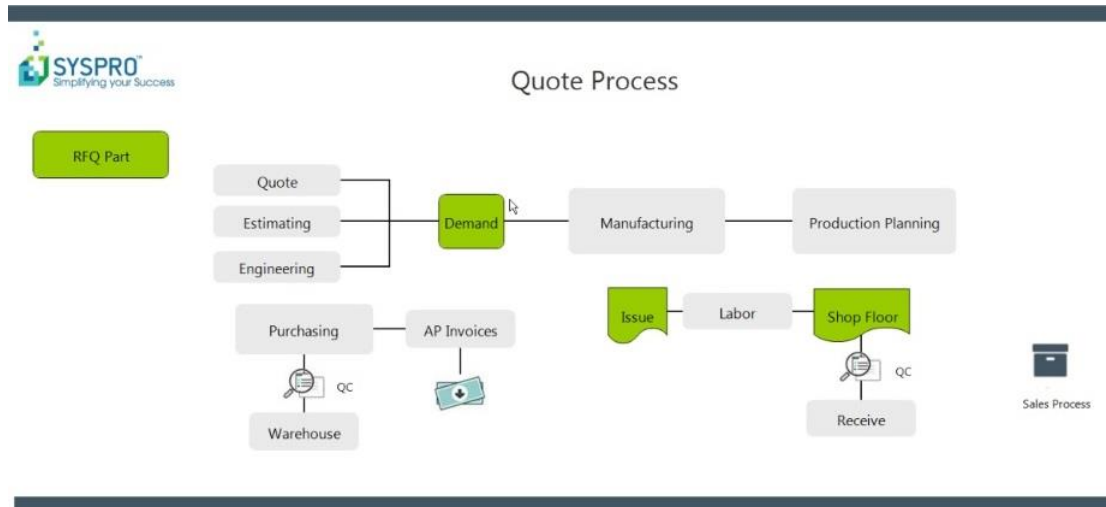 SYSPRO™
Simplifying your Success
Quote Process
RFQ Part
Quote
Estimating
Engineering
Demand
Manufacturing
Production Planning
Purchasing
AP Invoices
QC
Warehouse
Issue
Labor
Shop Floor
QC
Receive
Sales Process